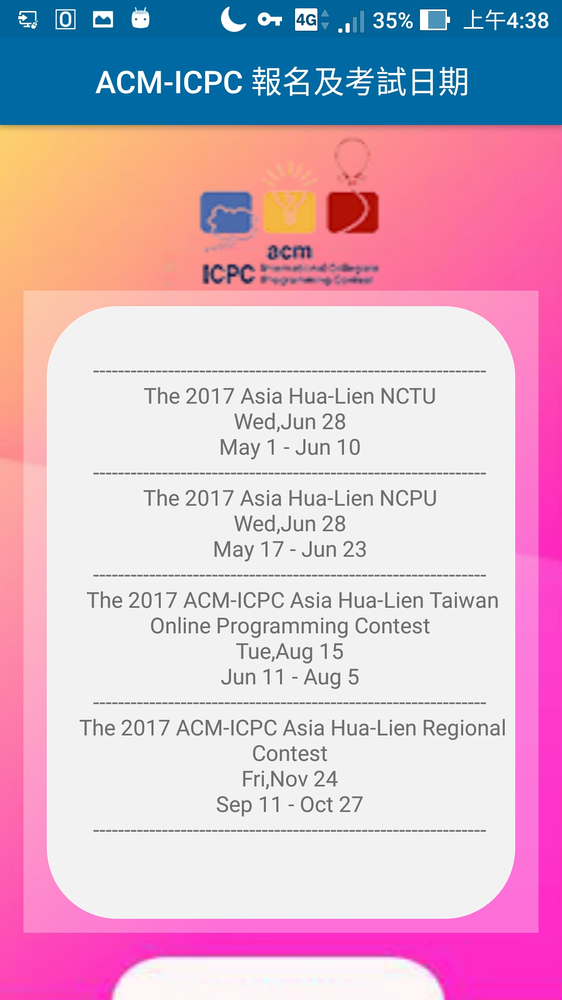 35% 上午4:38
ACM-ICPC 報名及考試日期
acm
ICPC International Collegiate
Programming Contest
---------------------------------------------------------------
The 2017 Asia Hua-Lien NCTU
Wed,Jun 28
May 1 - Jun 10
---------------------------------------------------------------
The 2017 Asia Hua-Lien NCPU
Wed,Jun 28
May 17 - Jun 23
---------------------------------------------------------------
The 2017 ACM-ICPC Asia Hua-Lien Taiwan
Online Programming Contest
Tue,Aug 15
Jun 11 - Aug 5
---------------------------------------------------------------
The 2017 ACM-ICPC Asia Hua-Lien Regional
Contest
Fri,Nov 24
Sep 11 - Oct 27
---------------------------------------------------------------